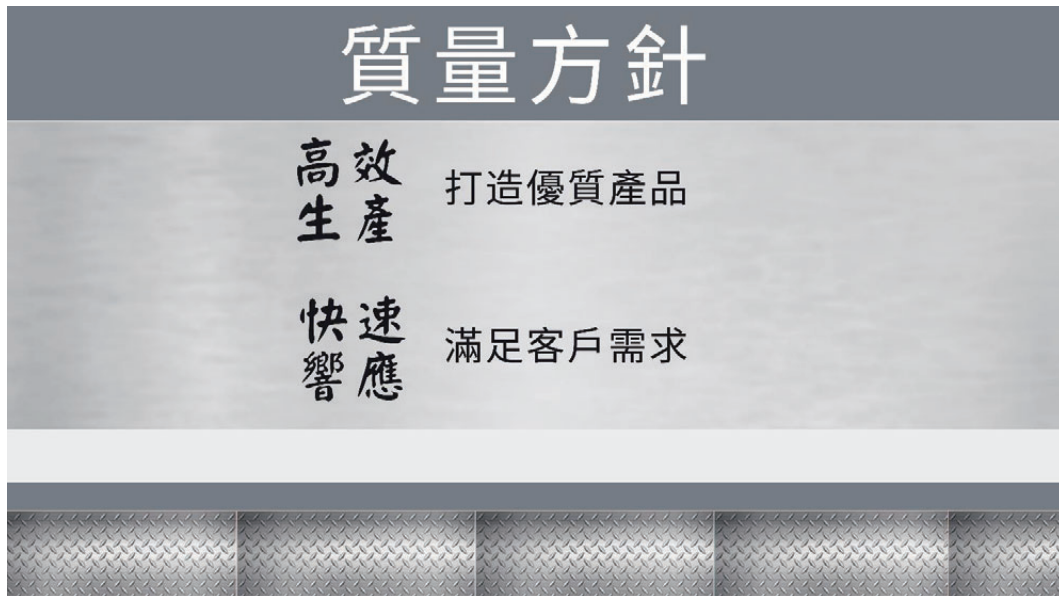 質量方針
高效
生產
打造優質產品
快速
響應
滿足客戶需求